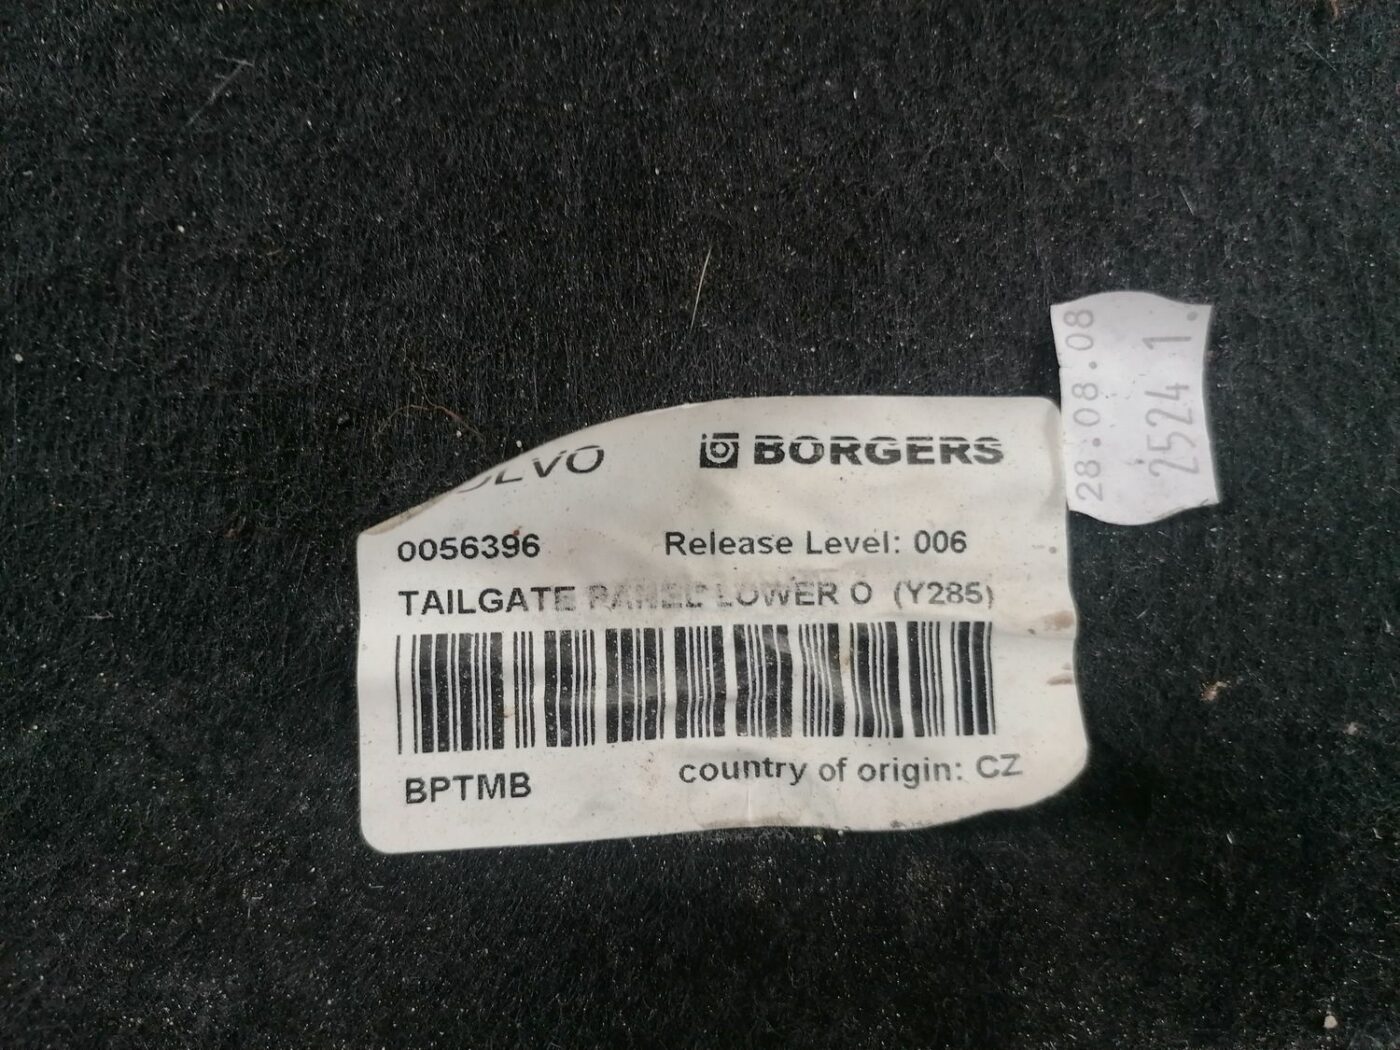 OLVO BORGERS
0056396 Release Level: 006
TAILGATE PANEL LOWER O (Y285)
BPTMB country of origin: CZ
28.08.08
2524 1.